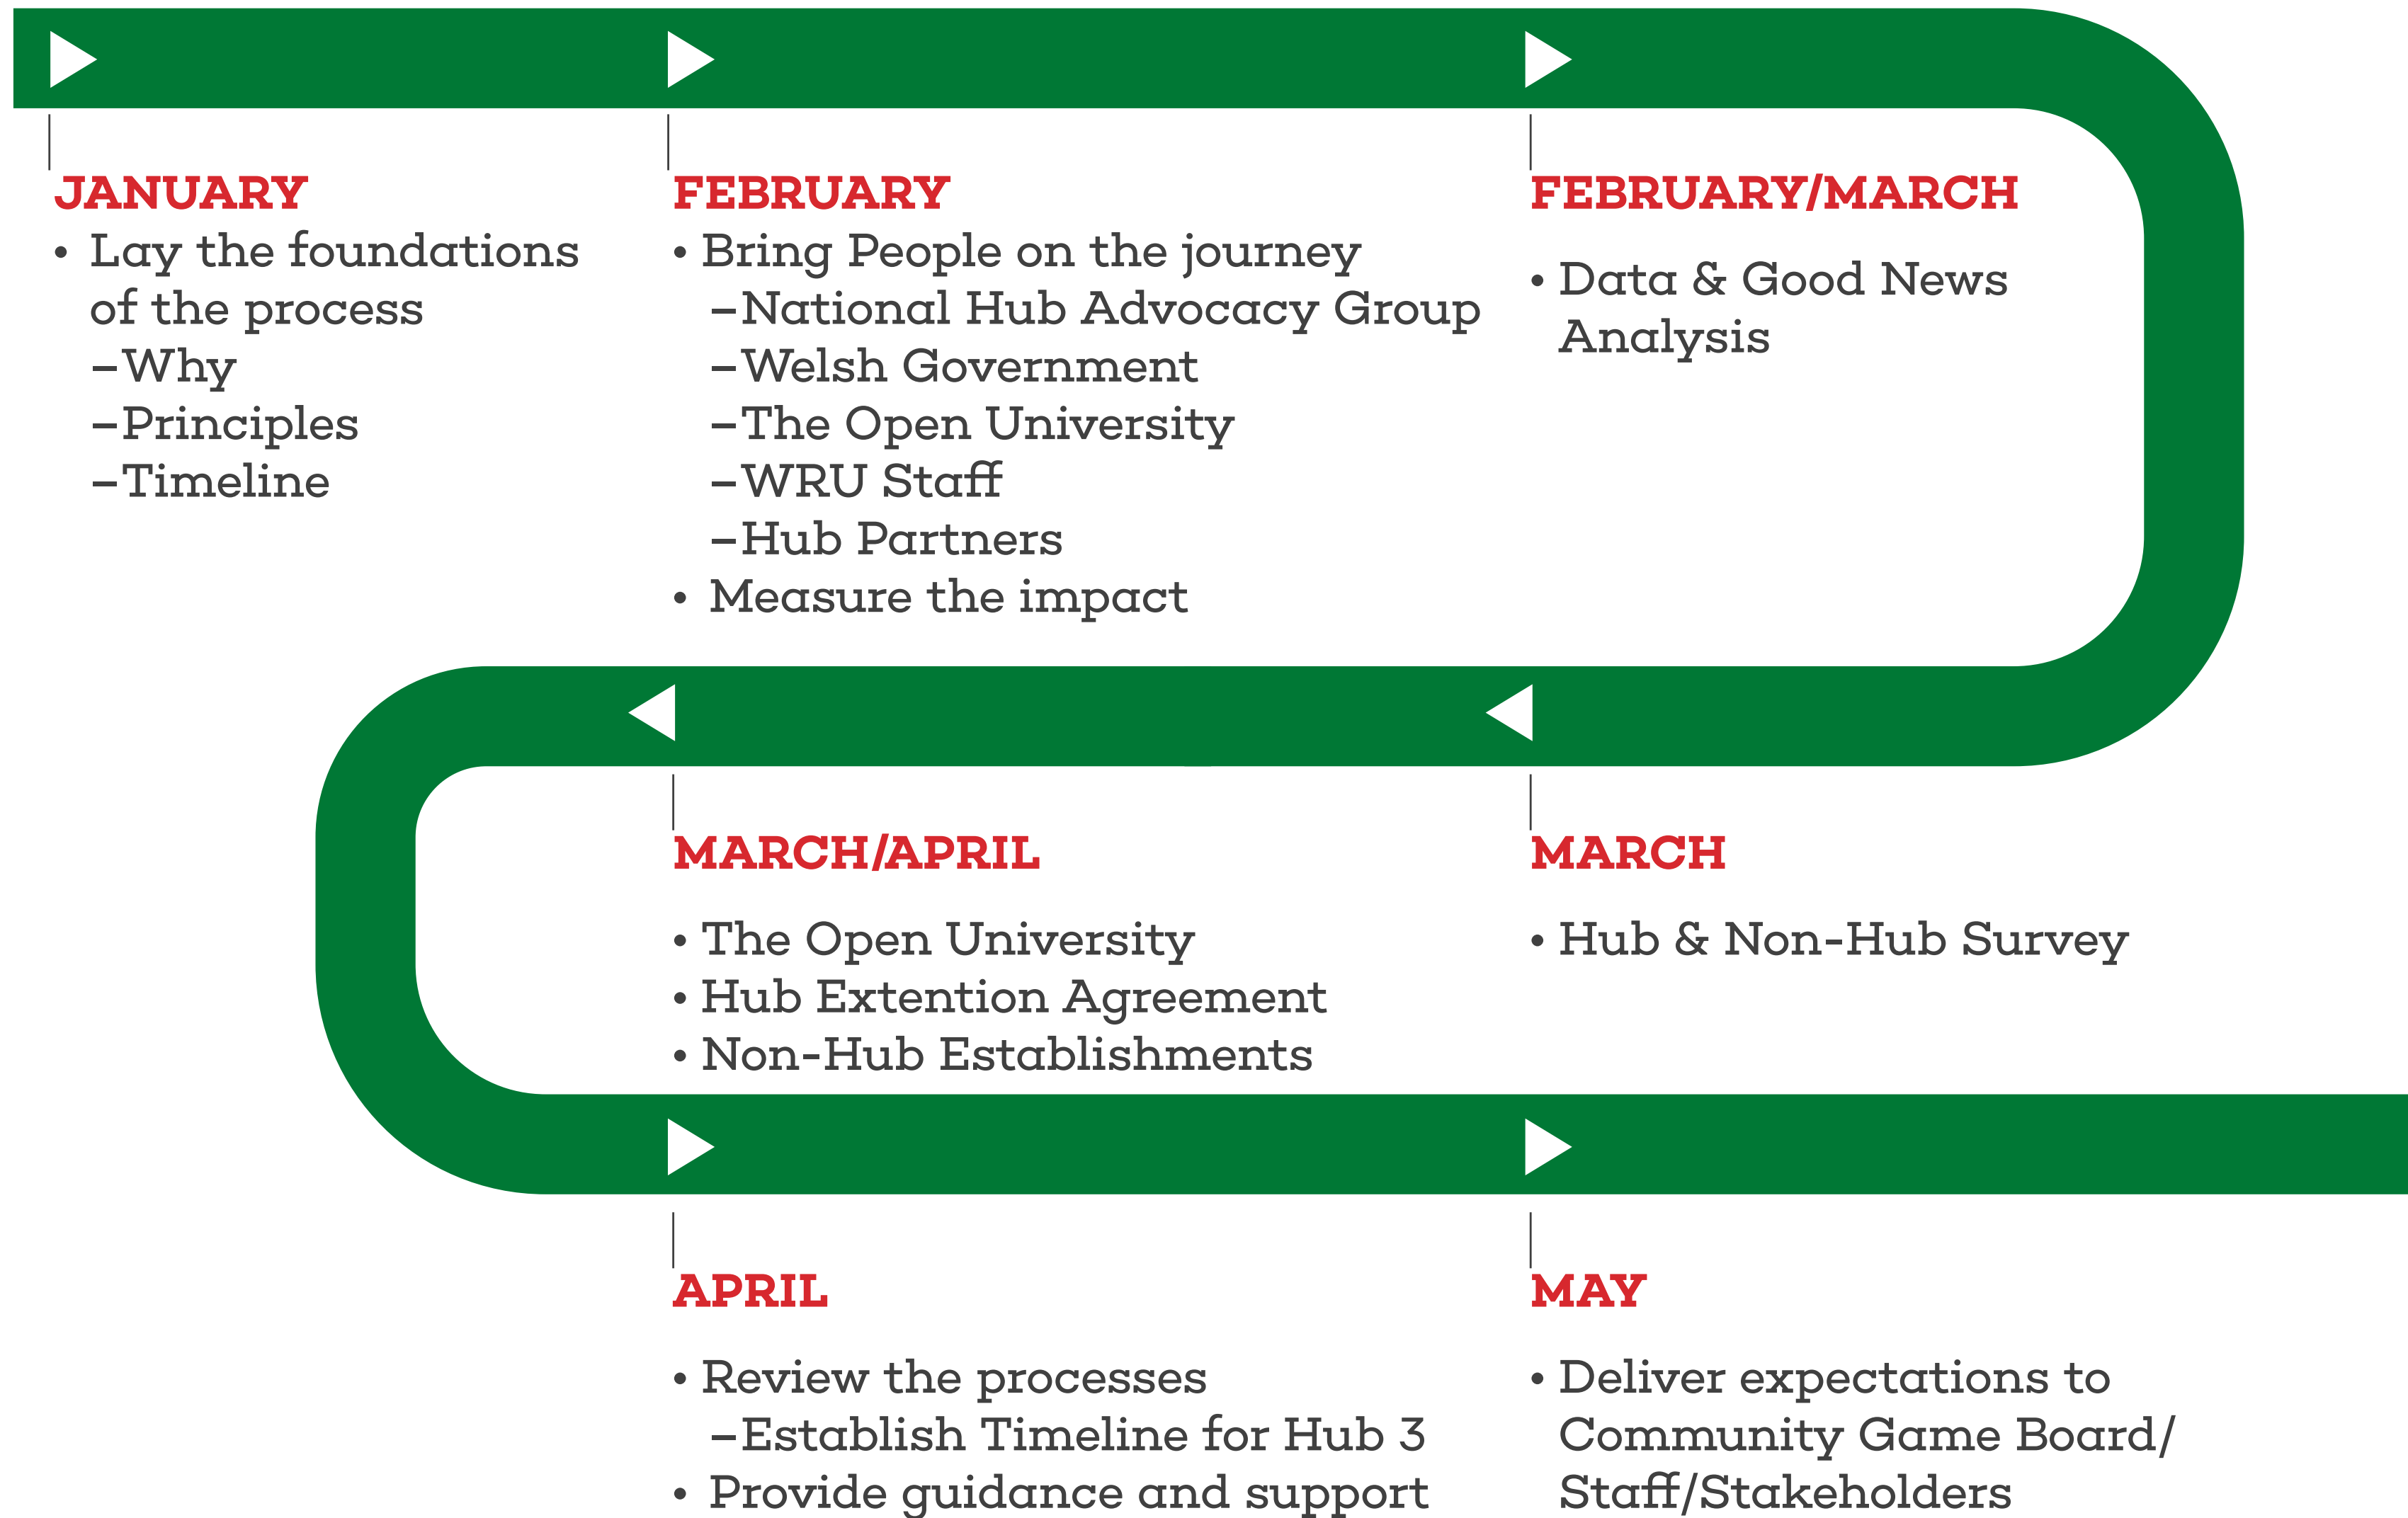 JANUARY
• Lay the foundations
of the process
–Why
–Principles
–Timeline
FEBRUARY
• Bring People on the journey
–National Hub Advocacy Group
–Welsh Government
–The Open University
–WRU Staff
–Hub Partners
• Measure the impact
FEBRUARY/MARCH
• Data & Good News
Analysis
MARCH
• Hub & Non-Hub Survey
MARCH/APRIL
• The Open University
• Hub Extention Agreement
• Non-Hub Establishments
APRIL
• Review the processes
–Establish Timeline for Hub 3
• Provide guidance and support
MAY
• Deliver expectations to
Community Game Board/
Staff/Stakeholders